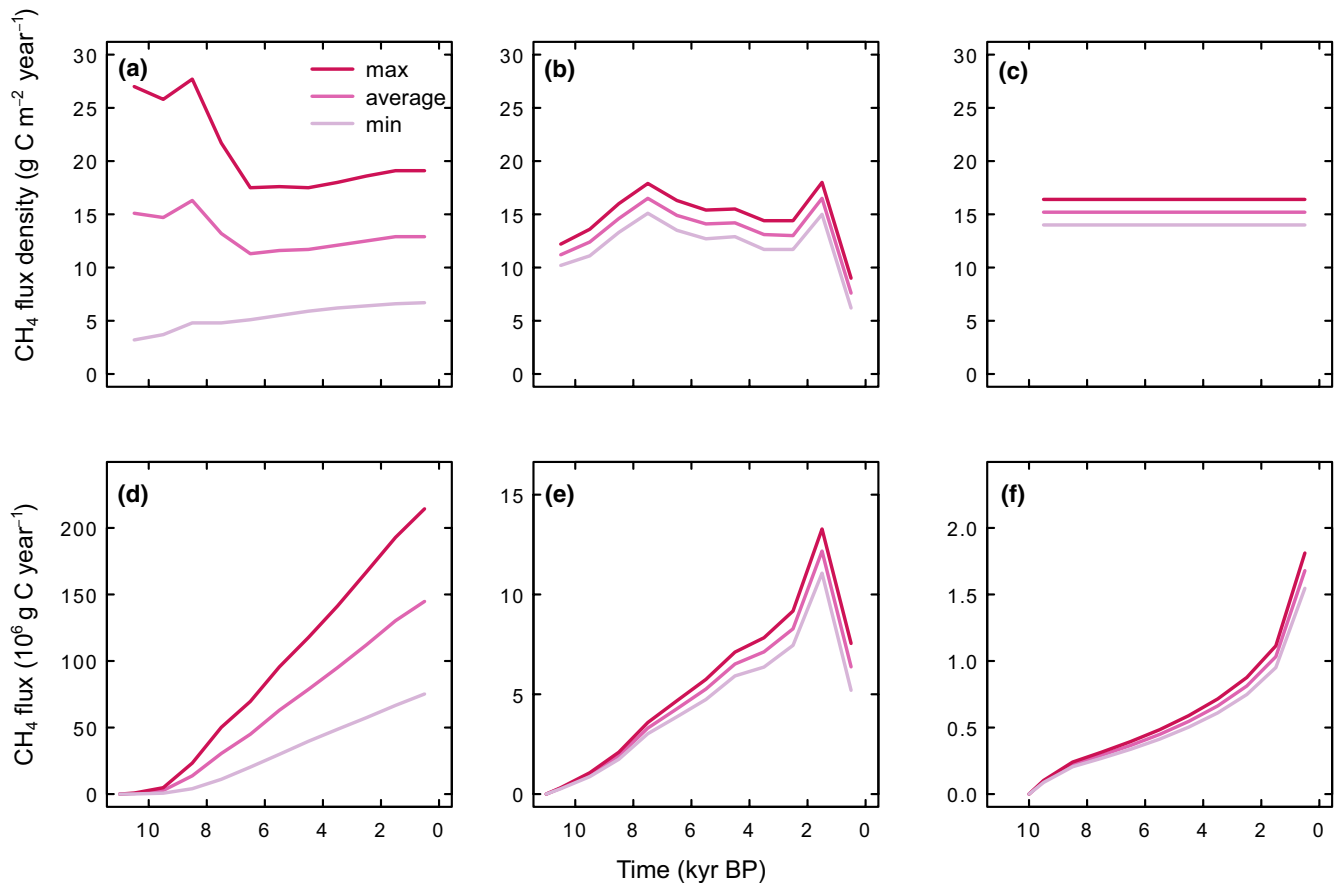 CH₄ flux density (g C m⁻² year⁻¹)
30
25
20
15
10
5
0
(a)
max
average
min
30
25
20
15
10
5
0
(b)
30
25
20
15
10
5
0
(c)
CH₄ flux (10⁶ g C year⁻¹)
200
150
100
50
0
(d)
10 8 6 4 2 0
15
10
5
0
(e)
10 8 6 4 2 0
2.0
1.5
1.0
0.5
0.0
(f)
10 8 6 4 2 0
Time (kyr BP)